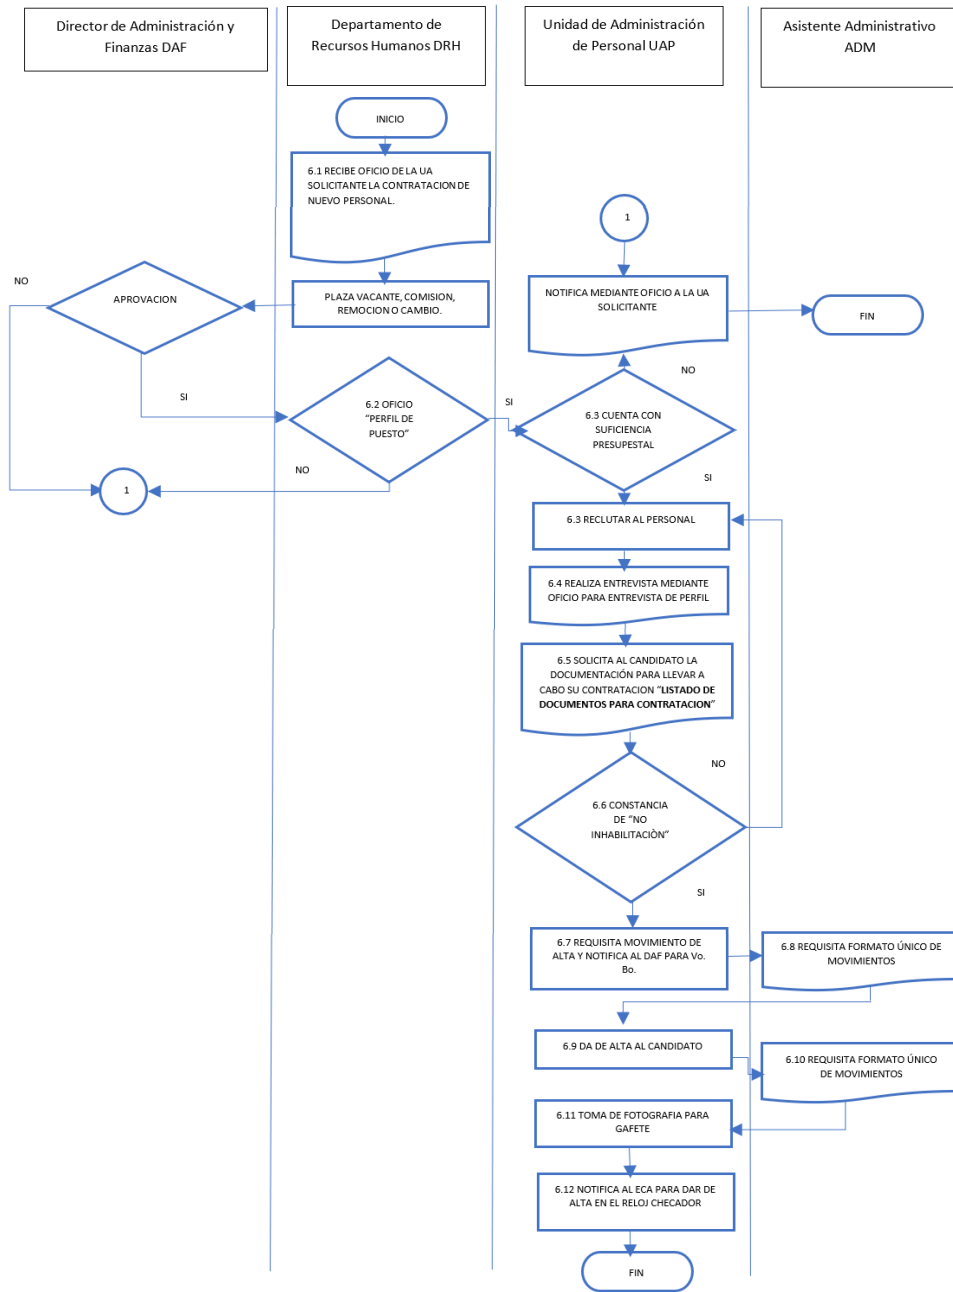 Director de Administración y
Finanzas DAF
Departamento de
Recursos Humanos DRH
Unidad de Administración
de Personal UAP
Asistente Administrativo
ADM
INICIO
6.1 RECIBE OFICIO DE LA UA
SOLICITANTE LA CONTRATACION DE
NUEVO PERSONAL.
1
NO
APROVACION
PLAZA VACANTE, COMISION,
REMOCION O CAMBIO.
NOTIFICA MEDIANTE OFICIO A LA UA
SOLICITANTE
FIN
NO
SI
6.2 OFICIO
“PERFIL DE
PUESTO”
SI
6.3 CUENTA CON
SUFICIENCIA
PRESUPESTAL
NO
SI
1
6.3 RECLUTAR AL PERSONAL
6.4 REALIZA ENTREVISTA MEDIANTE
OFICIO PARA ENTREVISTA DE PERFIL
6.5 SOLICITA AL CANDIDATO LA
DOCUMENTACIÓN PARA LLEVAR A
CABO SU CONTRATACION “LISTADO DE
DOCUMENTOS PARA CONTRATACION”
NO
6.6 CONSTANCIA
DE “NO
INHABILITACIÒN”
SI
6.7 REQUISITA MOVIMIENTO DE
ALTA Y NOTIFICA AL DAF PARA Vo.
Bo.
6.8 REQUISITA FORMATO ÚNICO DE
MOVIMIENTOS
6.9 DA DE ALTA AL CANDIDATO
6.10 REQUISITA FORMATO ÚNICO
DE MOVIMIENTOS
6.11 TOMA DE FOTOGRAFIA PARA
GAFETE
6.12 NOTIFICA AL ECA PARA DAR DE
ALTA EN EL RELOJ CHECADOR
FIN